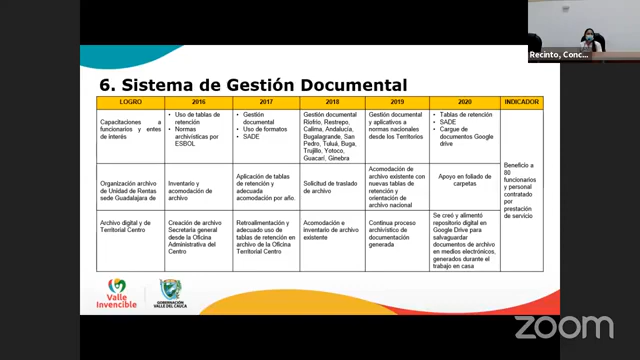 Recinto, Conc...
6. Sistema de Gestión Documental
LOGRO 2016 2017 2018 2019 2020 INDICADOR
Capacitaciones a
funcionarios y entes
de interés
• Uso de tablas de
retención
• Normas
archivísticas por
ESBOL
• Gestión
documental
• Uso de formatos
• SADE
Gestión documental
Riofrío, Restrepo,
Calima, Andalucía,
Bugalagrande, San
Pedro, Tuluá, Buga,
Trujillo, Yotoco,
Guacarí, Ginebra
Gestión documental
y aplicativos a
normas nacionales
desde los Territorios
• Tablas de retención
• SADE
• Cargue de
documentos Google
drive
Beneficio a
80
funcionarios
y personal
contratado
por
prestación
de servicio
Organización archivo
de Unidad de Rentas
sede Guadalajara de
Inventario y
acomodación de
archivo
Aplicación de tablas
de retención y
adecuada
acomodación por año.
Solicitud de traslado
de archivo
Acomodación de
archivo existente con
nuevas tablas de
retención y
orientación de
archivo nacional
Apoyo en foliado de
carpetas
Archivo digital y de
Territorial Centro
Creación de archivo
Secretaria general
desde la Oficina
Administrativa del
Centro
Retroalimentación y
adecuado uso de
tablas de retención en
archivo de la Oficina
Territorial Centro
Acomodación e
inventario de archivo
existente
Continua proceso
archivístico de
documentación
generada
Se creó y alimentó
repositorio digital en
Google Drive para
salvaguardar
documentos de archivo
en medios electrónicos,
generados durante el
trabajo en casa
Valle
Invencible
GOBERNACIÓN
VALLE DEL CAUCA
zoom